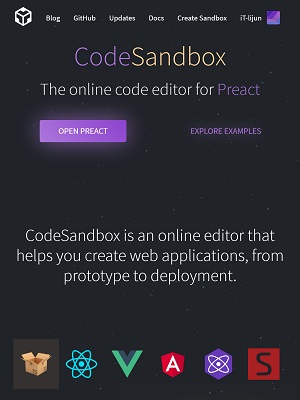 Blog GitHub Updates Docs Create Sandbox iT-lijun
CodeSandbox
The online code editor for Preact
OPEN PREACT EXPLORE EXAMPLES
CodeSandbox is an online editor that
helps you create web applications, from
prototype to deployment.
S